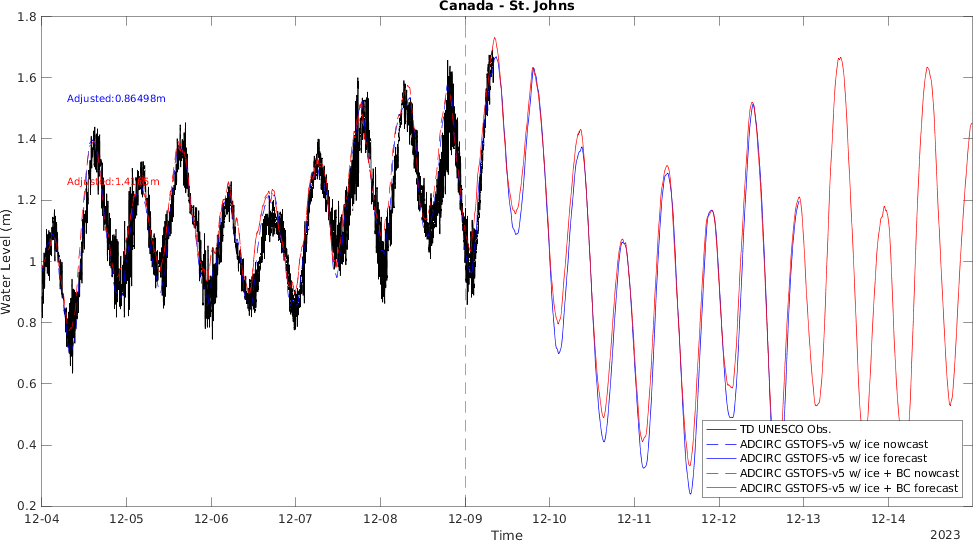 Canada - St. Johns
1.8
1.6
1.4
1.2
1
0.8
0.6
0.4
0.2
Water Level (m)
Adjusted:0.86498m
TD UNESCO Obs.
ADCIRC GSTOFS-v5 w/ ice nowcast
ADCIRC GSTOFS-v5 w/ ice forecast
ADCIRC GSTOFS-v5 w/ ice + BC nowcast
ADCIRC GSTOFS-v5 w/ ice + BC forecast
12-04 12-05 12-06 12-07 12-08 12-09 12-10 12-11 12-12 12-13 12-14
Time
2023